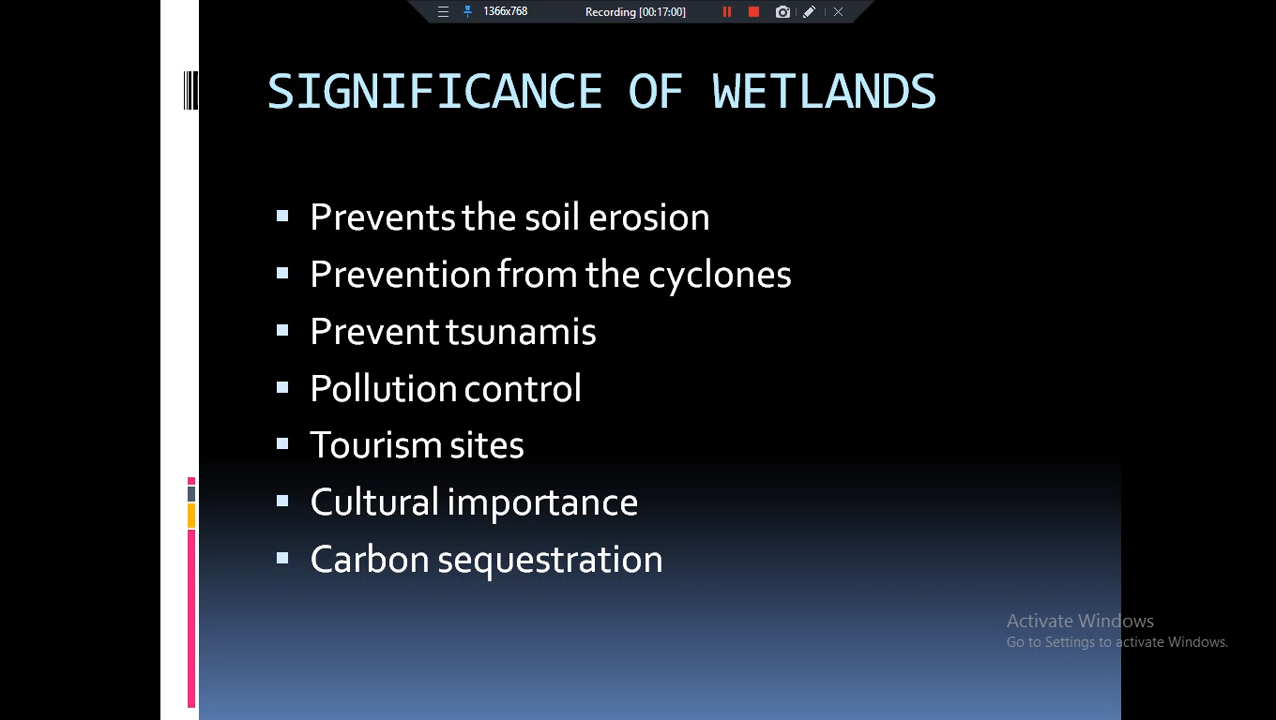 1366x768 Recording [00:17:00]
SIGNIFICANCE OF WETLANDS
Prevents the soil erosion
Prevention from the cyclones
Prevent tsunamis
Pollution control
Tourism sites
Cultural importance
Carbon sequestration
Activate Windows
Go to Settings to activate Windows.